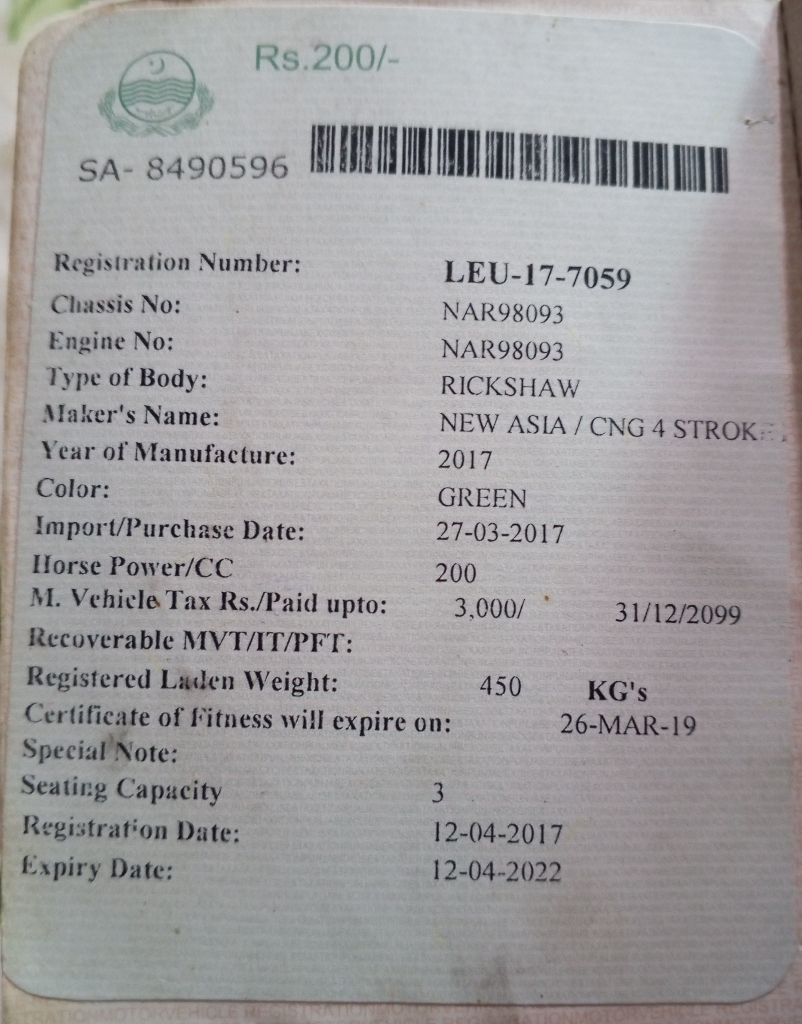 Rs.200/-
SA- 8490596
Registration Number: LEU-17-7059
Chassis No: NAR98093
Engine No: NAR98093
Type of Body: RICKSHAW
Maker's Name: NEW ASIA / CNG 4 STROKE
Year of Manufacture: 2017
Color: GREEN
Import/Purchase Date: 27-03-2017
Horse Power/CC 200
M. Vehicle Tax Rs./Paid upto: 3,000/ 31/12/2099
Recoverable MVT/IT/PFT:
Registered Laden Weight: 450 KG's
Certificate of Fitness will expire on: 26-MAR-19
Special Note:
Seating Capacity 3
Registration Date: 12-04-2017
Expiry Date: 12-04-2022